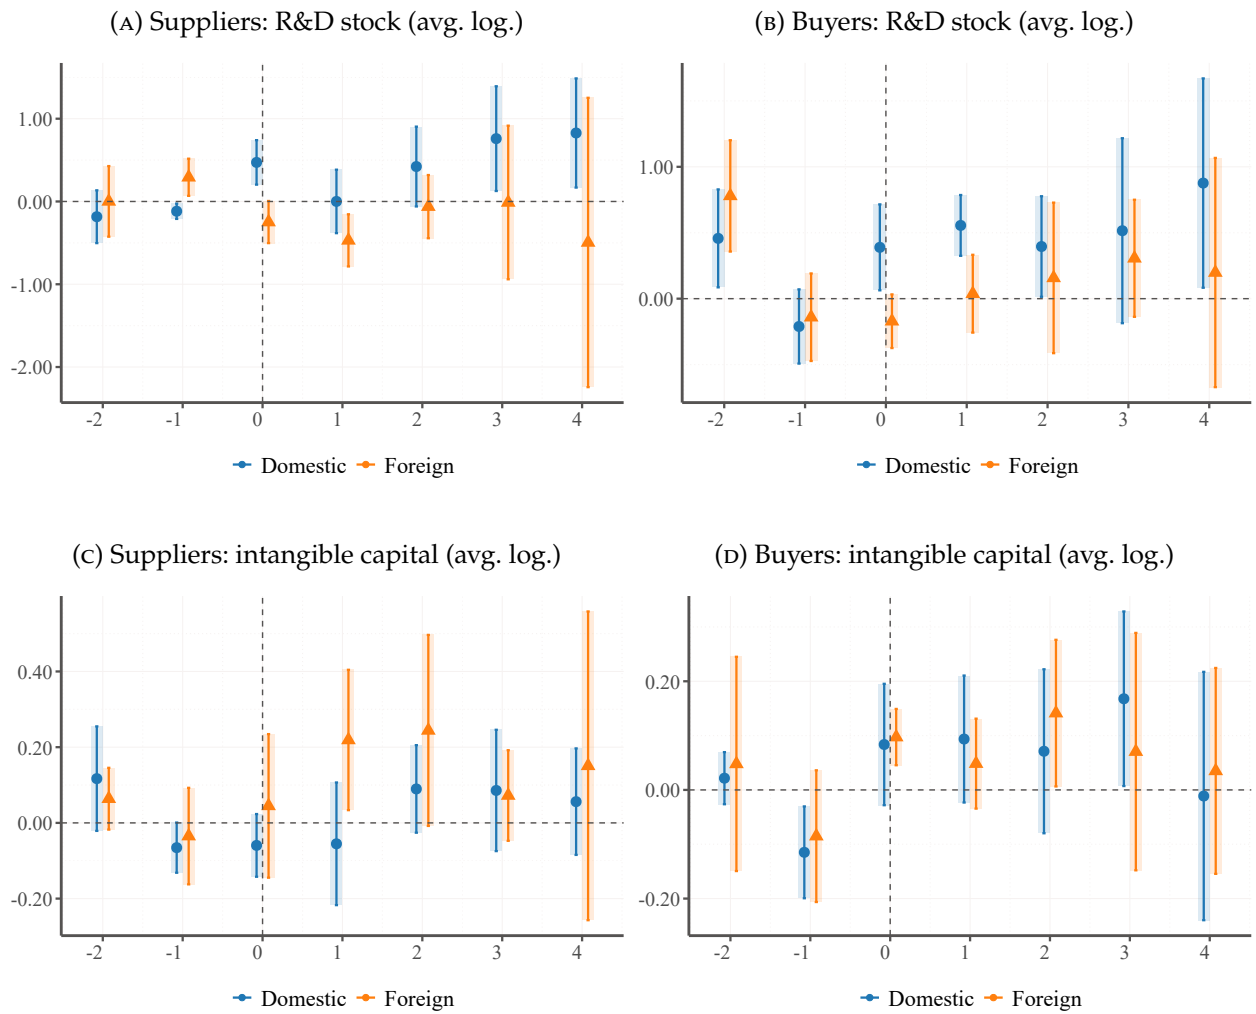 (A) Suppliers: R&D stock (avg. log.)
1.00
0.00
-1.00
-2.00
-2 -1 0 1 2 3 4
Domestic Foreign
(B) Buyers: R&D stock (avg. log.)
1.00
0.00
-2 -1 0 1 2 3 4
Domestic Foreign
(C) Suppliers: intangible capital (avg. log.)
0.40
0.20
0.00
-0.20
-2 -1 0 1 2 3 4
Domestic Foreign
(D) Buyers: intangible capital (avg. log.)
0.20
0.00
-0.20
-2 -1 0 1 2 3 4
Domestic Foreign